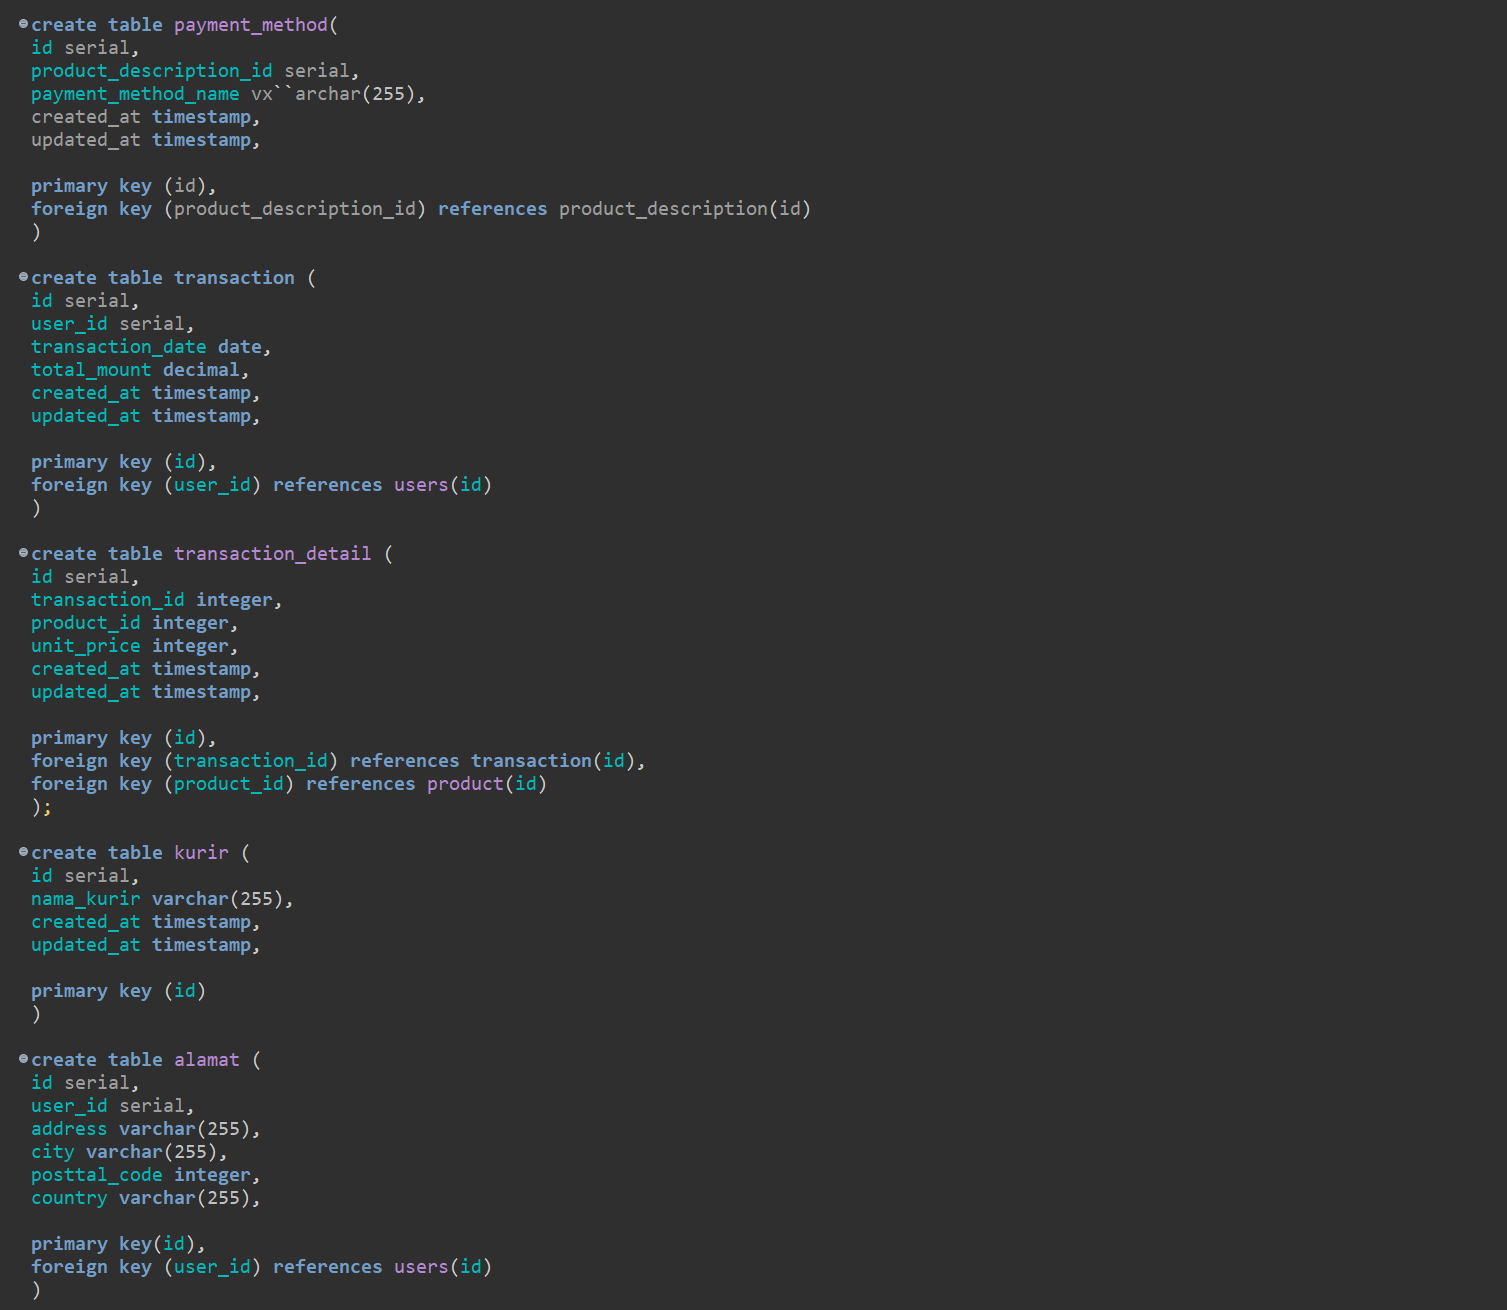 create table payment_method(
id serial,
product_description_id serial,
payment_method_name vx``archar(255),
created_at timestamp,
updated_at timestamp,
primary key (id),
foreign key (product_description_id) references product_description(id)
)
create table transaction (
id serial,
user_id serial,
transaction_date date,
total_mount decimal,
created_at timestamp,
updated_at timestamp,
primary key (id),
foreign key (user_id) references users(id)
)
create table transaction_detail (
id serial,
transaction_id integer,
product_id integer,
unit_price integer,
created_at timestamp,
updated_at timestamp,
primary key (id),
foreign key (transaction_id) references transaction(id),
foreign key (product_id) references product(id)
);
create table kurir (
id serial,
nama_kurir varchar(255),
created_at timestamp,
updated_at timestamp,
primary key (id)
)
create table alamat (
id serial,
user_id serial,
address varchar(255),
city varchar(255),
posttal_code integer,
country varchar(255),
primary key(id),
foreign key (user_id) references users(id)
)